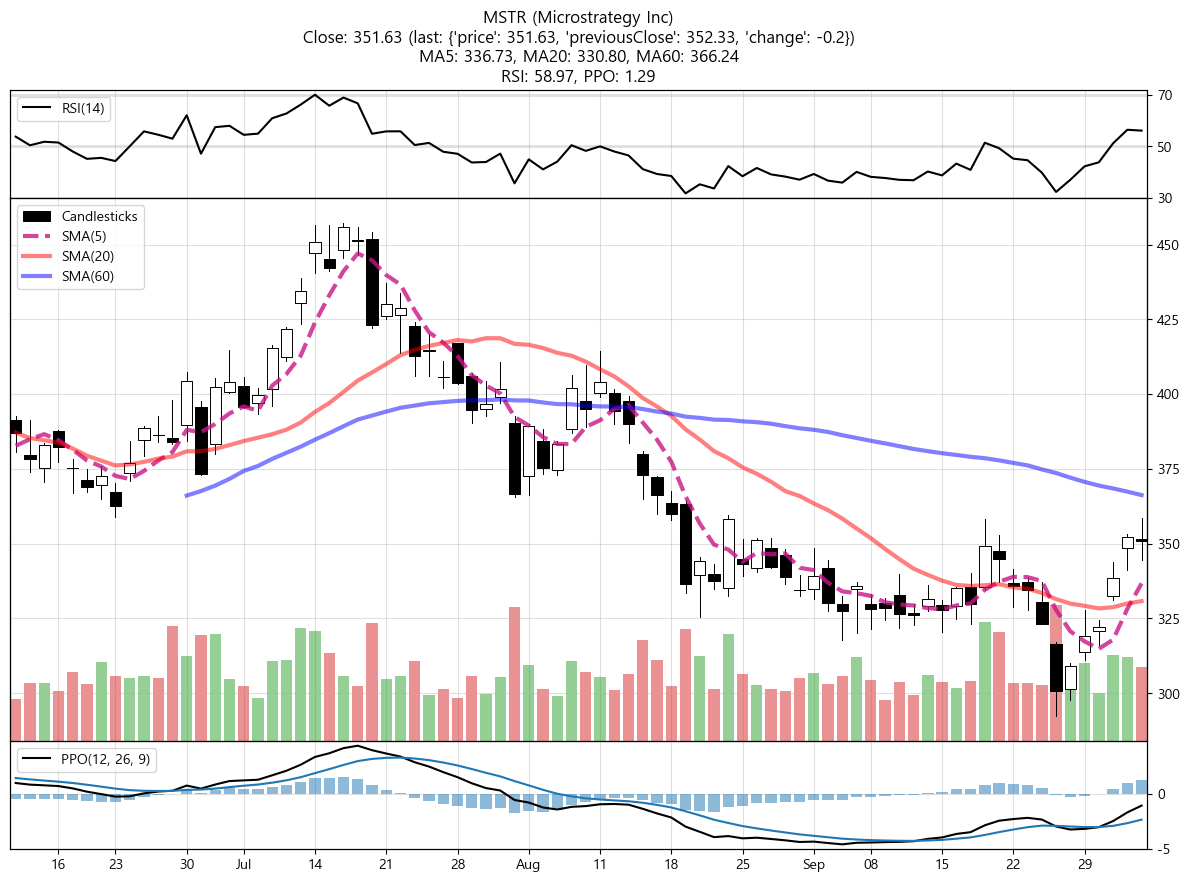 MSTR (Microstrategy Inc)
Close: 351.63 (last: {'price': 351.63, 'previousClose': 352.33, 'change': -0.2})
MA5: 336.73, MA20: 330.80, MA60: 366.24
RSI: 58.97, PPO: 1.29
RSI(14)
70
50
30
Candlesticks
SMA(5)
SMA(20)
SMA(60)
450
425
400
375
350
325
300
PPO(12, 26, 9)
0
-5
16 23 30 Jul 14 21 28 Aug 11 18 25 Sep 08 15 22 29